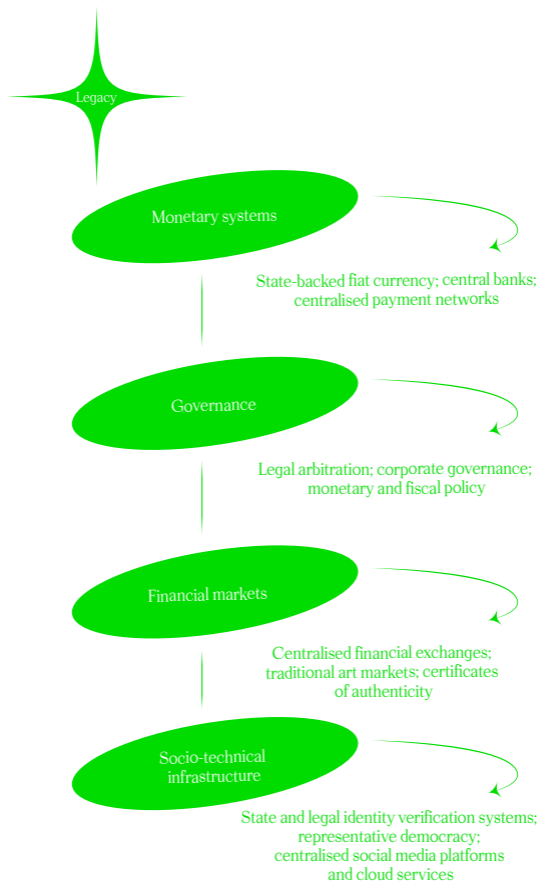 Legacy
Monetary systems
State-backed fiat currency; central banks;
centralised payment networks
Governance
Legal arbitration; corporate governance;
monetary and fiscal policy
Financial markets
Centralised financial exchanges;
traditional art markets; certificates
of authenticity
Socio-technical
infrastructure
State and legal identity verification systems;
representative democracy;
centralised social media platforms
and cloud services